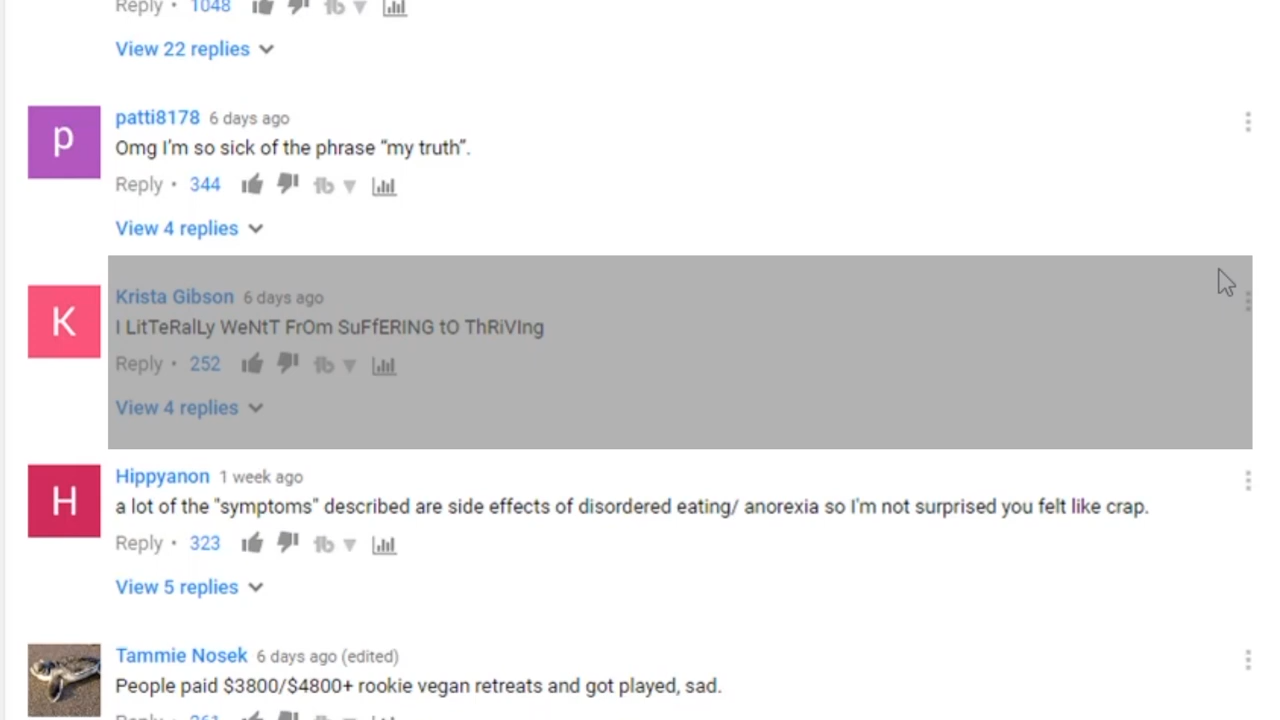 Reply • 1048
View 22 replies
p
patti8178 6 days ago
Omg I'm so sick of the phrase “my truth”.
Reply • 344
View 4 replies
K
Krista Gibson 6 days ago
I LitTeRalLy WeNtT FrOm SuFfERING tO ThRiVIng
Reply • 252
View 4 replies
H
Hippyanon 1 week ago
a lot of the "symptoms" described are side effects of disordered eating/ anorexia so I'm not surprised you felt like crap.
Reply • 323
View 5 replies
Tammie Nosek 6 days ago (edited)
People paid $3800/$4800+ rookie vegan retreats and got played, sad.
Reply • 261